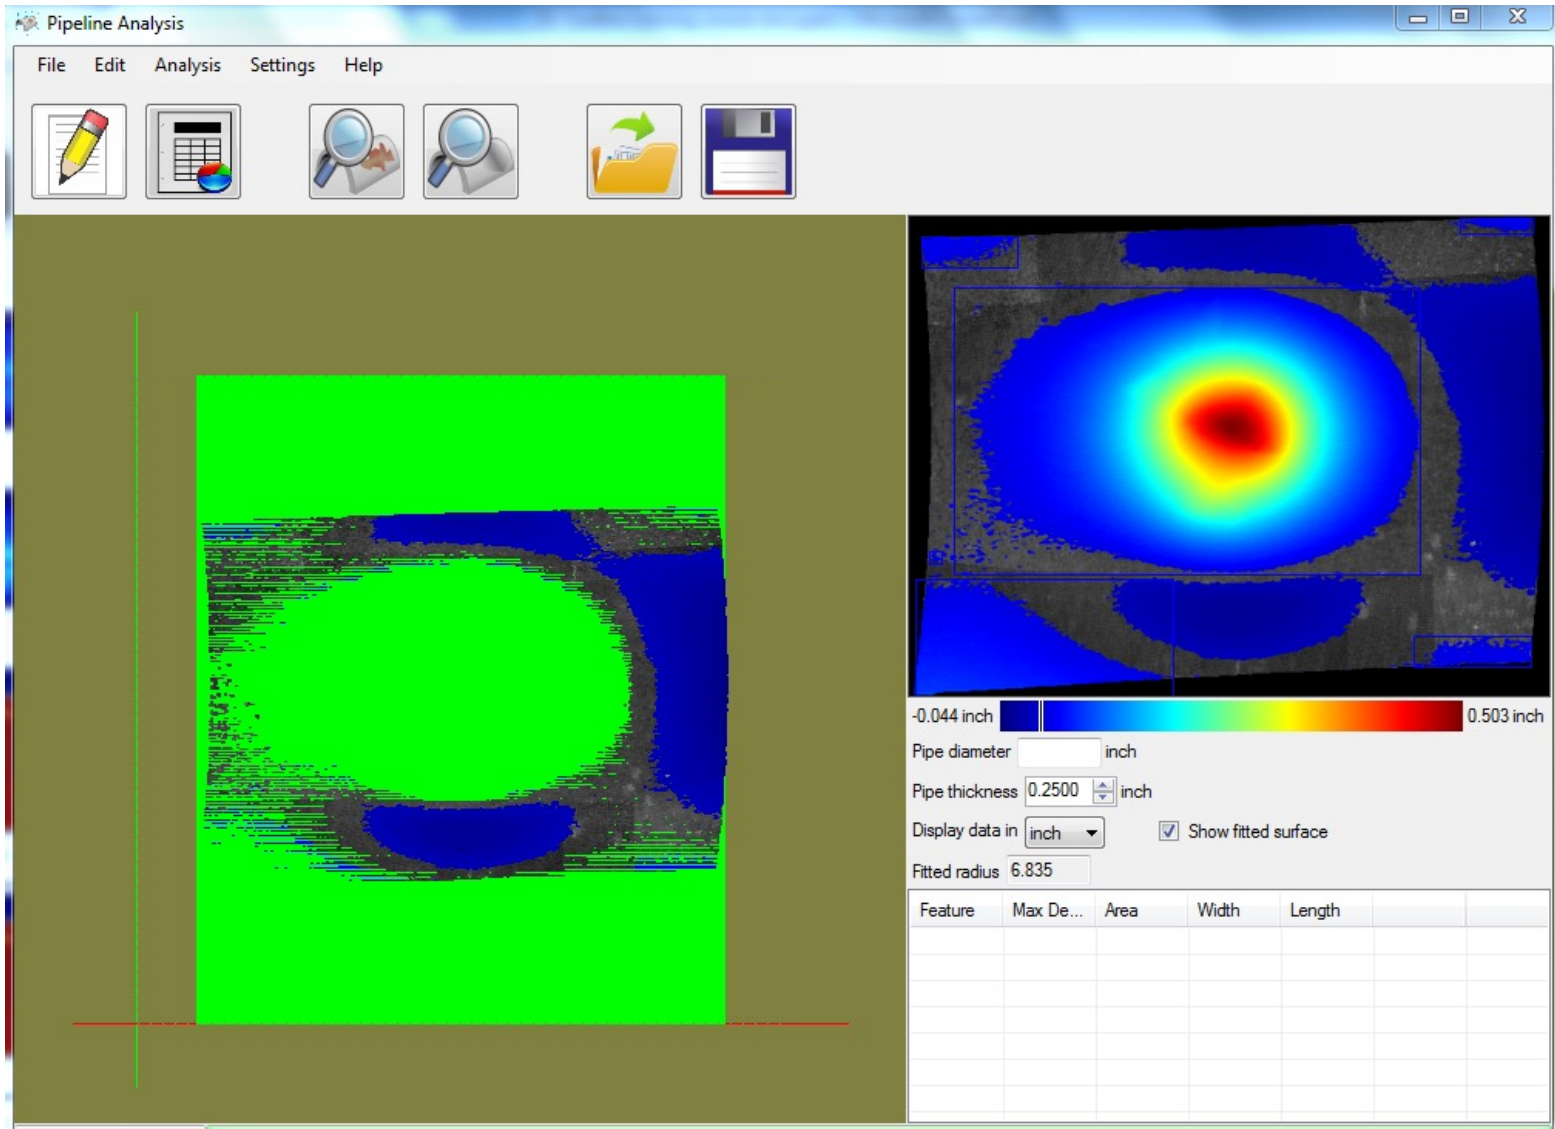 Pipeline Analysis
File Edit Analysis Settings Help
-0.044 inch 0.503 inch
Pipe diameter inch
Pipe thickness 0.2500 inch
Display data in inch Show fitted surface
Fitted radius 6.835
Feature Max De... Area Width Length